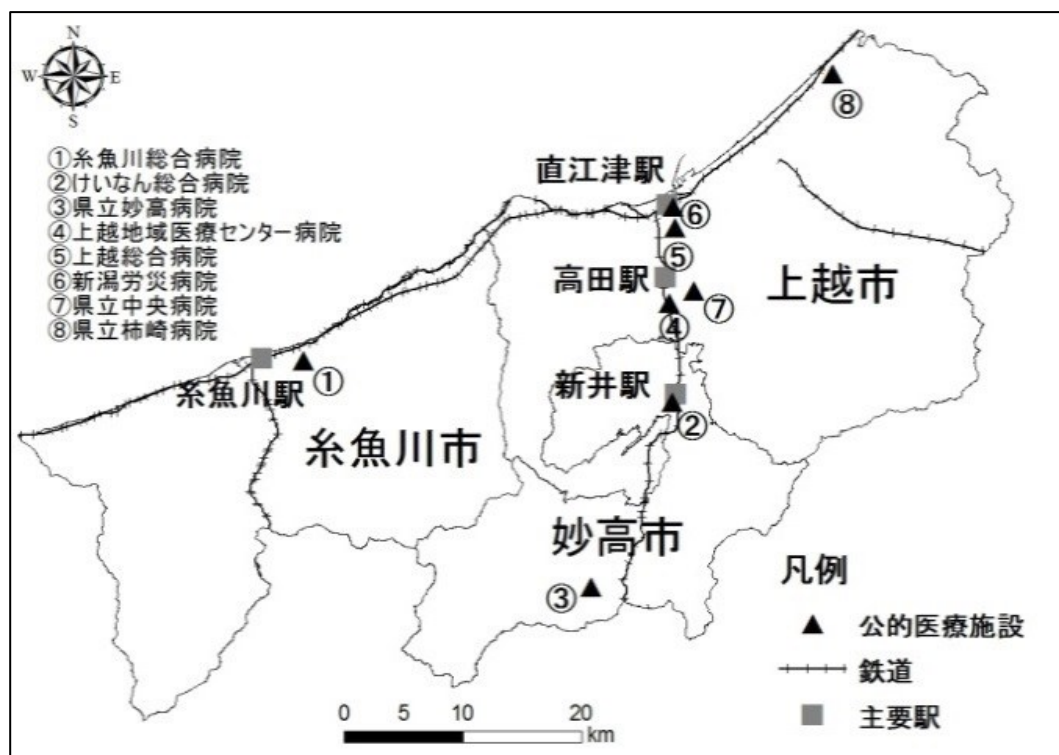 N
W
E
S
①糸魚川総合病院
②けいなん総合病院
③県立妙高病院
④上越地域医療センター病院
⑤上越総合病院
⑥新潟労災病院
⑦県立中央病院
⑧県立柿崎病院
⑧
直江津駅
⑥
⑤
高田駅
⑦
上越市
④
新井駅
②
①
糸魚川駅
糸魚川市
妙高市
③
凡例
公的医療施設
鉄道
主要駅
0 5 10 20
km